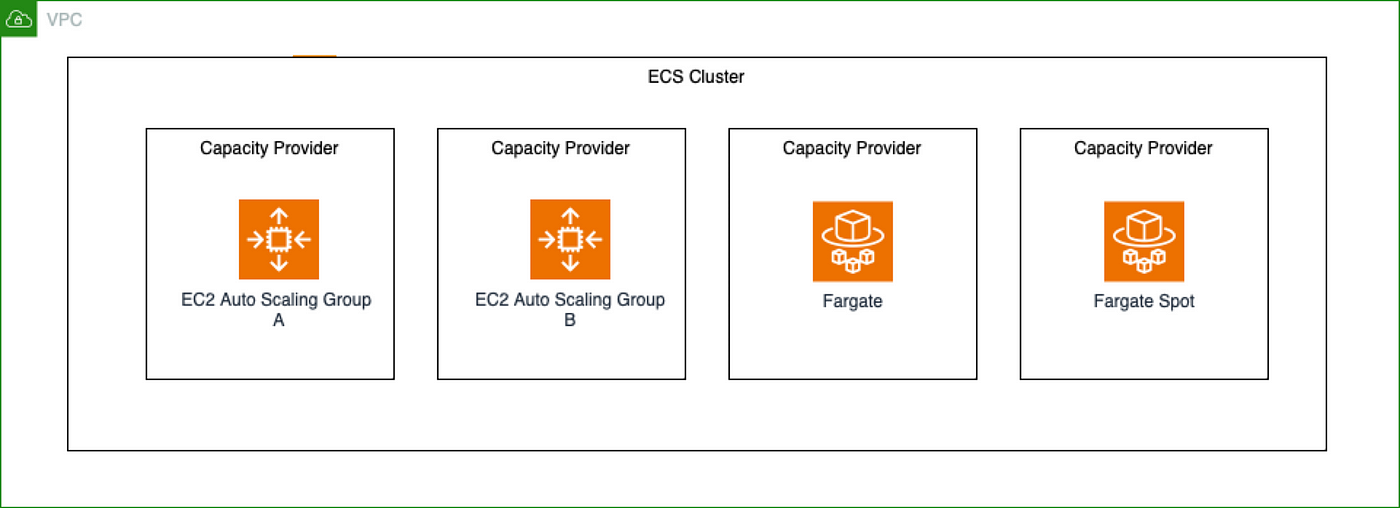 VPC
ECS Cluster
Capacity Provider
EC2 Auto Scaling Group
A
Capacity Provider
EC2 Auto Scaling Group
B
Capacity Provider
Fargate
Capacity Provider
Fargate Spot